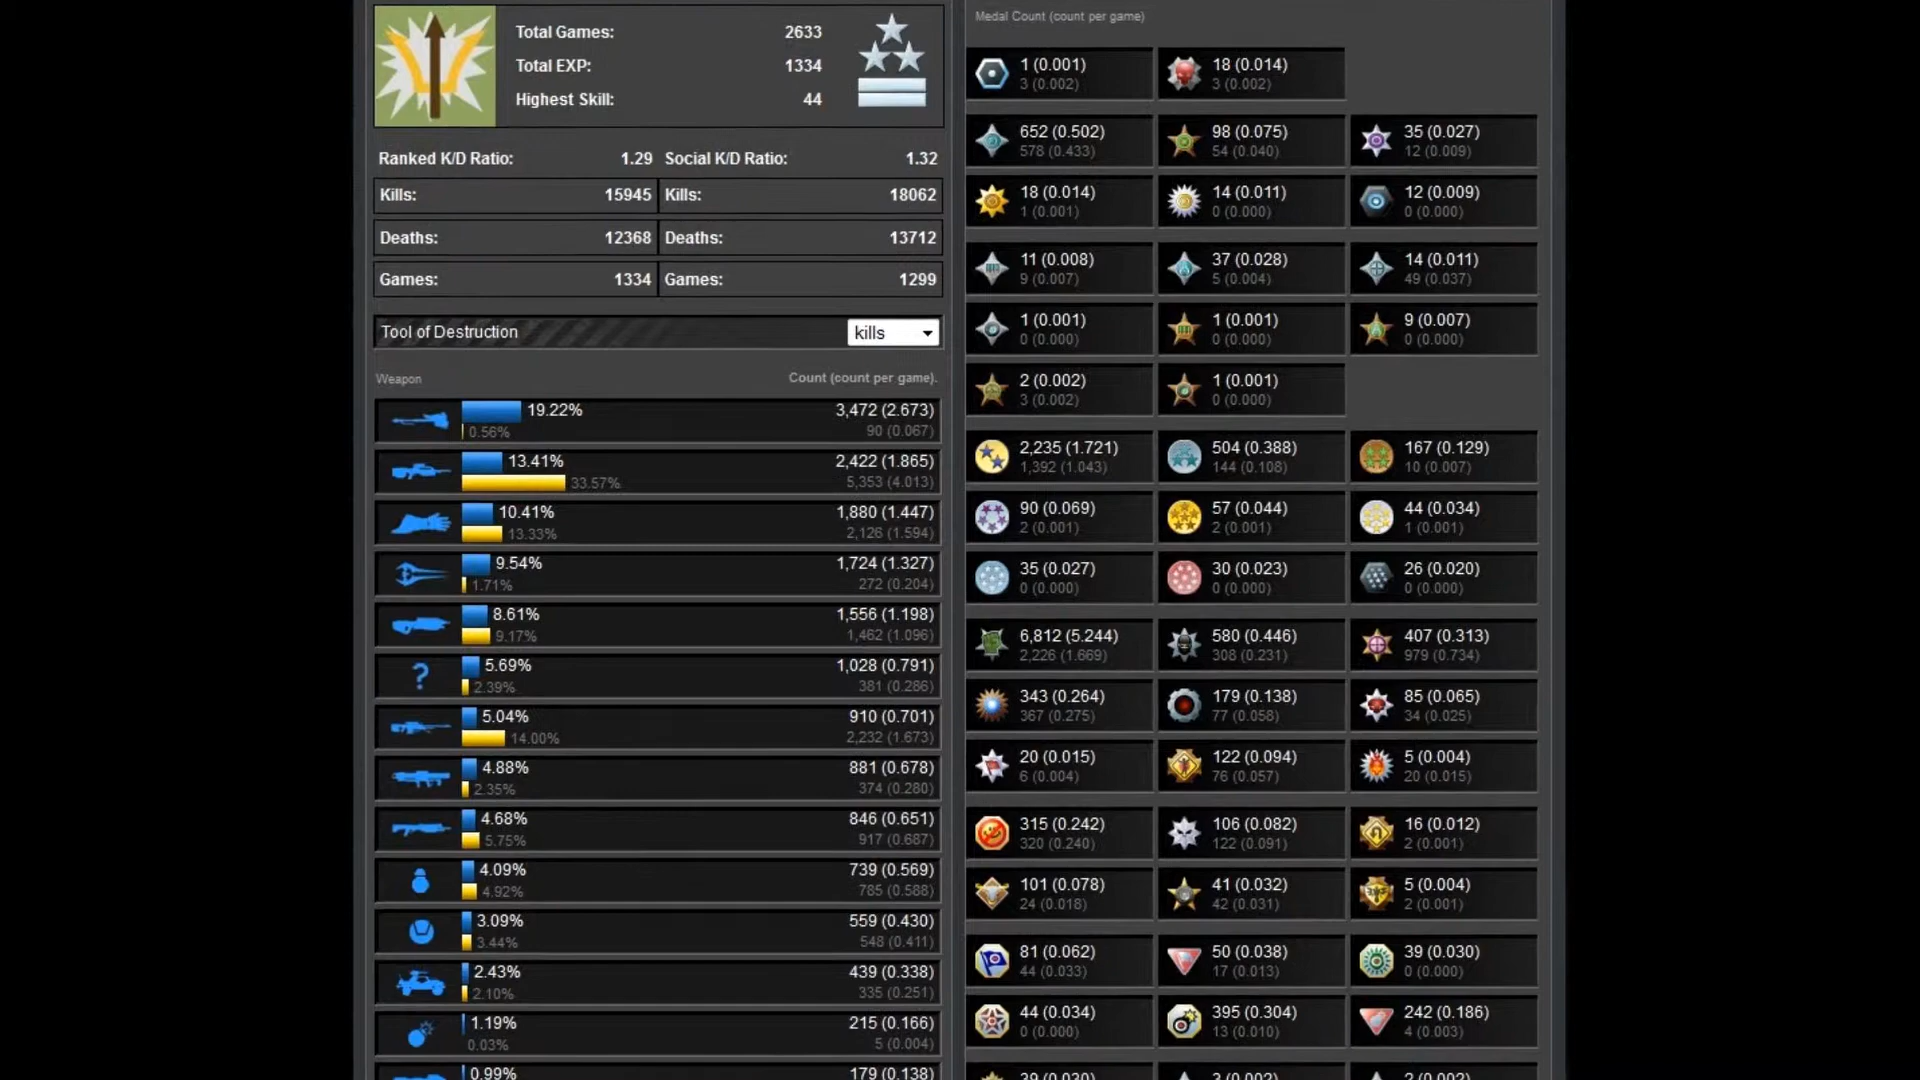 Total Games: 2633
Total EXP: 1334
Highest Skill: 44
Ranked K/D Ratio: 1.29 Social K/D Ratio: 1.32
Kills: 15945 Kills: 18062
Deaths: 12368 Deaths: 13712
Games: 1334 Games: 1299
Tool of Destruction kills
Weapon Count (count per game).
19.22% 3,472 (2.673)
0.56% 90 (0.067)
13.41% 2,422 (1.865)
33.57% 5,353 (4.013)
10.41% 1,880 (1.447)
13.33% 2,126 (1.594)
9.54% 1,724 (1.327)
1.71% 272 (0.204)
8.61% 1,556 (1.198)
9.17% 1,462 (1.096)
? 5.69% 1,028 (0.791)
2.39% 381 (0.286)
5.04% 910 (0.701)
14.00% 2,232 (1.673)
4.88% 881 (0.678)
2.35% 374 (0.280)
4.68% 846 (0.651)
5.75% 917 (0.687)
4.09% 739 (0.569)
4.92% 785 (0.588)
3.09% 559 (0.430)
3.44% 548 (0.411)
2.43% 439 (0.338)
2.10% 335 (0.251)
1.19% 215 (0.166)
0.03% 5 (0.004)
0.99% 179 (0.138)
Medal Count (count per game)
1 (0.001) 18 (0.014)
3 (0.002) 3 (0.002)
652 (0.502) 98 (0.075) 35 (0.027)
578 (0.433) 54 (0.040) 12 (0.009)
18 (0.014) 14 (0.011) 12 (0.009)
1 (0.001) 0 (0.000) 0 (0.000)
11 (0.008) 37 (0.028) 14 (0.011)
9 (0.007) 5 (0.004) 49 (0.037)
1 (0.001) 1 (0.001) 9 (0.007)
0 (0.000) 0 (0.000) 0 (0.000)
2 (0.002) 1 (0.001)
3 (0.002) 0 (0.000)
2,235 (1.721) 504 (0.388) 167 (0.129)
1,392 (1.043) 144 (0.108) 10 (0.007)
90 (0.069) 57 (0.044) 44 (0.034)
2 (0.001) 2 (0.001) 1 (0.001)
35 (0.027) 30 (0.023) 26 (0.020)
0 (0.000) 0 (0.000) 0 (0.000)
6,812 (5.244) 580 (0.446) 407 (0.313)
2,226 (1.669) 308 (0.231) 979 (0.734)
343 (0.264) 179 (0.138) 85 (0.065)
367 (0.275) 77 (0.058) 34 (0.025)
20 (0.015) 122 (0.094) 5 (0.004)
6 (0.004) 76 (0.057) 20 (0.015)
315 (0.242) 106 (0.082) 16 (0.012)
320 (0.240) 122 (0.091) 2 (0.001)
101 (0.078) 41 (0.032) 5 (0.004)
24 (0.018) 42 (0.031) 2 (0.001)
81 (0.062) 50 (0.038) 39 (0.030)
44 (0.033) 17 (0.013) 0 (0.000)
44 (0.034) 395 (0.304) 242 (0.186)
0 (0.000) 13 (0.010) 4 (0.003)
39 (0.030) 3 (0.002) 2 (0.002)